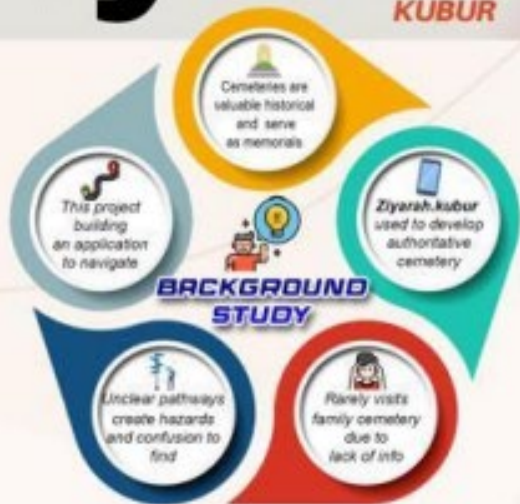 KUBUR
Cemeteries are
valuable historical
and serve
as memorials
Ziyarah.kubur
used to develop
authortative
cemetery
Rarely visits
family cemetery
due to
lack of info
Unclear pathways
create hazards
and confusion to
find
This project
building
an application
to navigate
BACKGROUND
STUDY